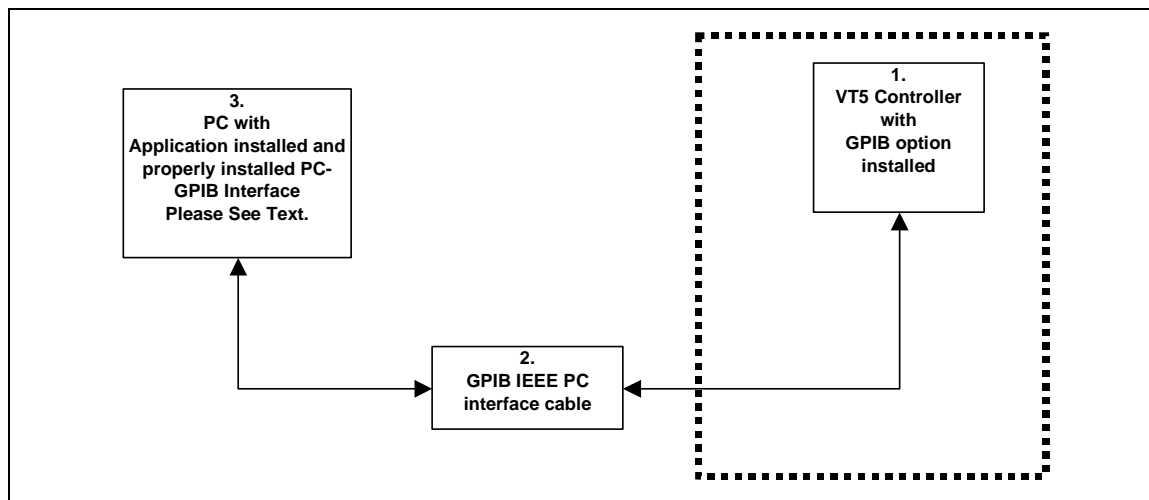 3.
PC with
Application installed and
properly installed PC-
GPIB Interface
Please See Text.
1.
VT5 Controller
with
GPIB option
installed
2.
GPIB IEEE PC
interface cable